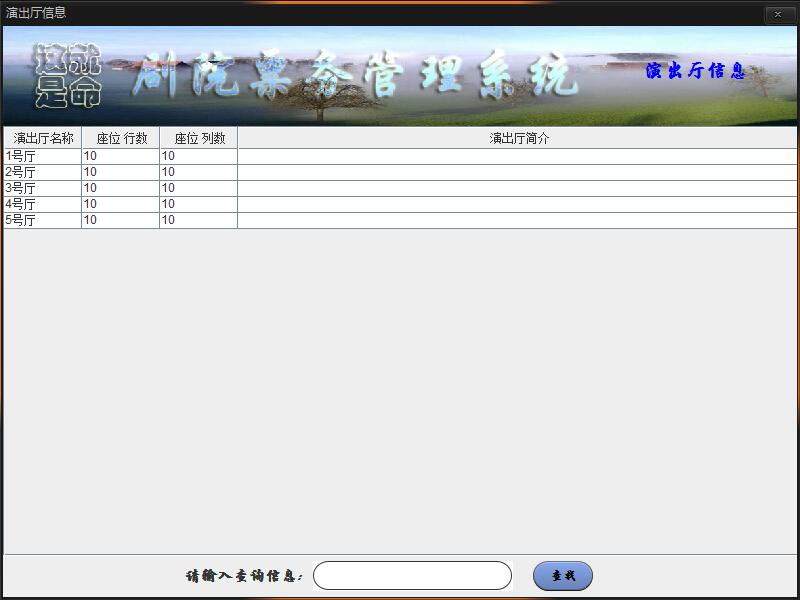 演出厅信息
这就
是命
剧院票务管理系统
演出厅信息
演出厅名称 座位 行数 座位 列数 演出厅简介
1号厅 10 10
2号厅 10 10
3号厅 10 10
4号厅 10 10
5号厅 10 10
请输入查询信息： 查找